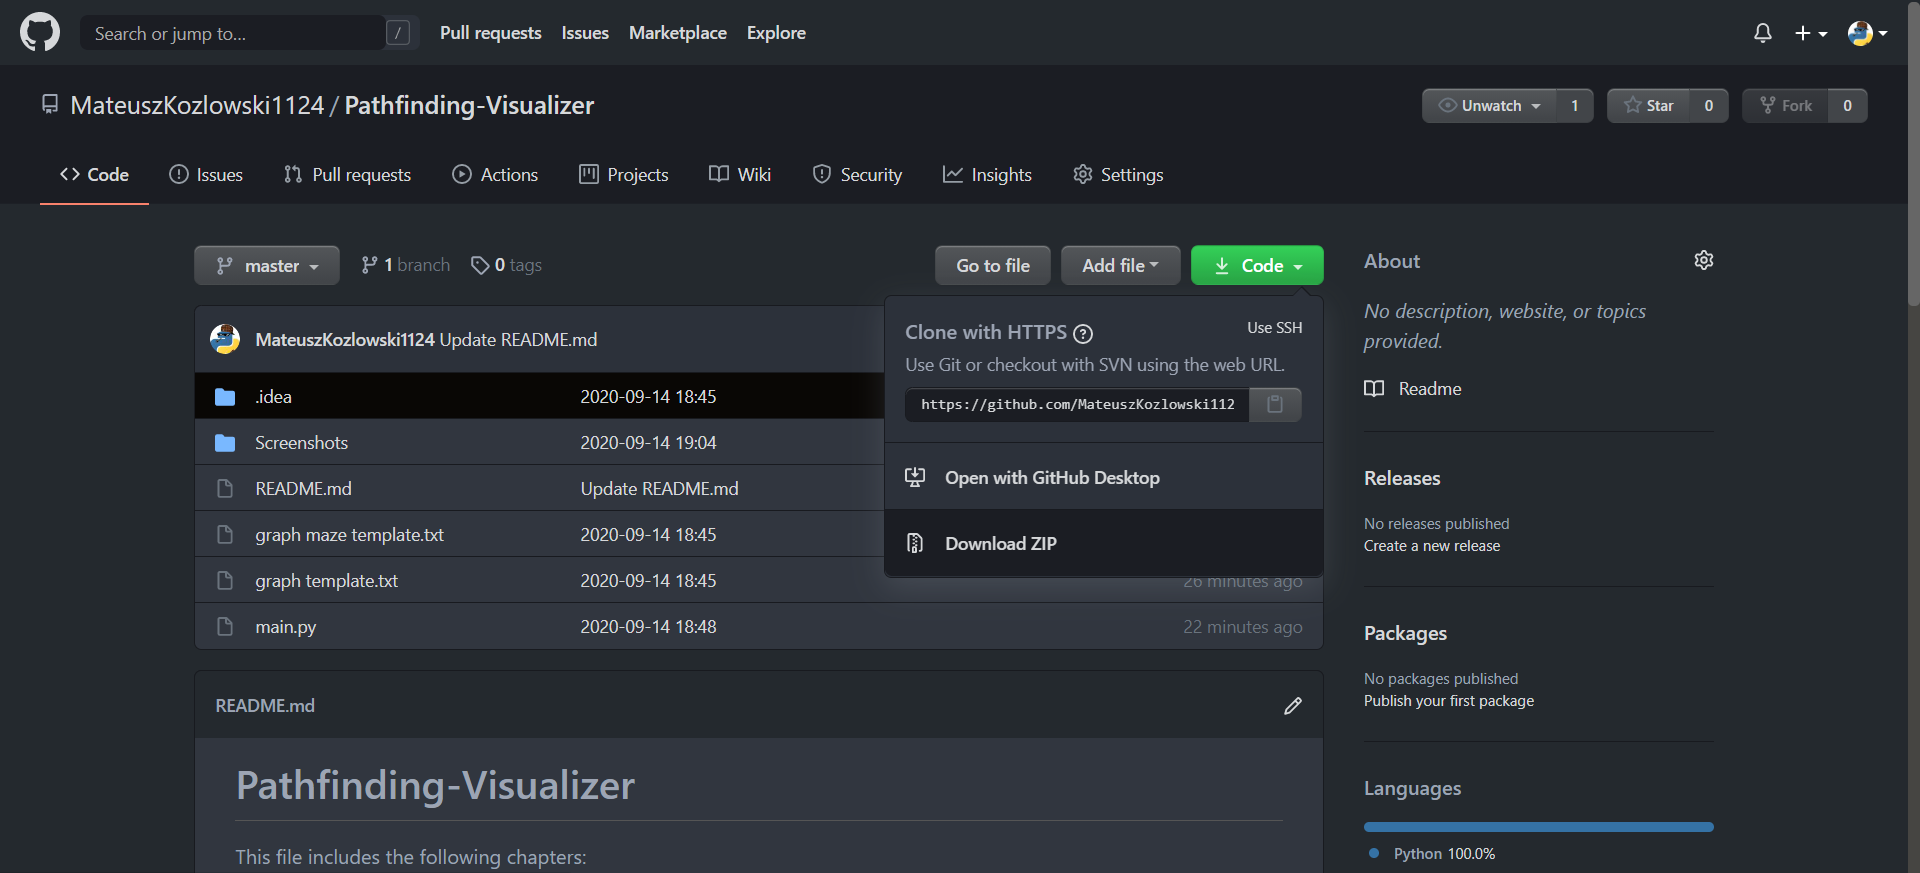 Search or jump to... / Pull requests Issues Marketplace Explore
MateuszKozlowski1124 / Pathfinding-Visualizer Unwatch 1 Star 0 Fork 0
Code Issues Pull requests Actions Projects Wiki Security Insights Settings
master 1 branch 0 tags Go to file Add file Code
MateuszKozlowski1124 Update README.md
.idea 2020-09-14 18:45
Screenshots 2020-09-14 19:04
README.md Update README.md
graph maze template.txt 2020-09-14 18:45
graph template.txt 2020-09-14 18:45 26 minutes ago
main.py 2020-09-14 18:48 22 minutes ago
Clone with HTTPS ? Use SSH
Use Git or checkout with SVN using the web URL.
https://github.com/MateuszKozlowski112
Open with GitHub Desktop
Download ZIP
README.md
Pathfinding-Visualizer
This file includes the following chapters:
About
No description, website, or topics
provided.
Readme
Releases
No releases published
Create a new release
Packages
No packages published
Publish your first package
Languages
Python 100.0%